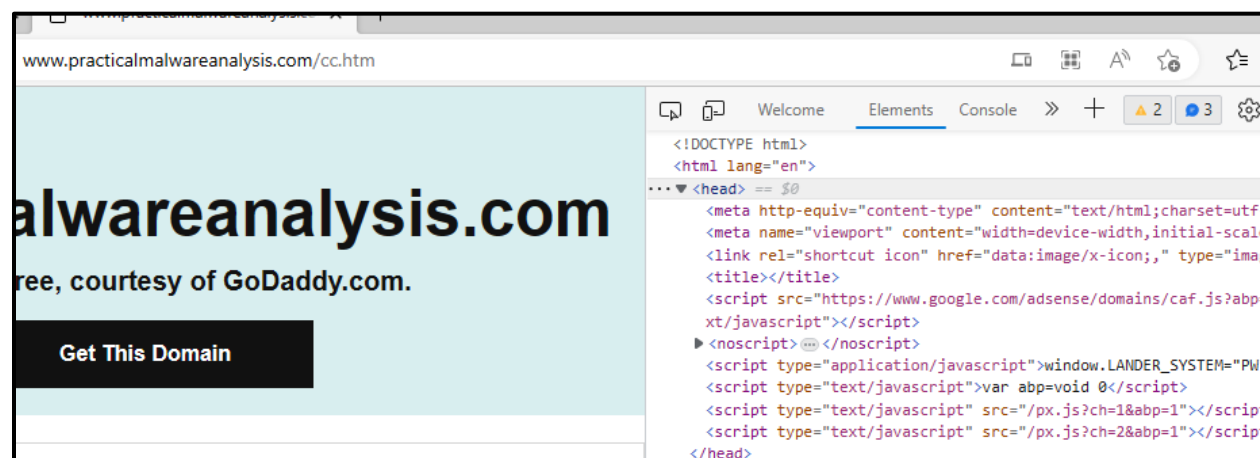 www.practicalmalwareanalysis.c
www.practicalmalwareanalysis.com/cc.htm
alwareanalysis.com
ree, courtesy of GoDaddy.com.
Get This Domain
Welcome Elements Console » + 2 3
<!DOCTYPE html>
<html lang="en">
··· ▼ <head> == $0
<meta http-equiv="content-type" content="text/html;charset=utf
<meta name="viewport" content="width=device-width,initial-scal
<link rel="shortcut icon" href="data:image/x-icon;," type="ima
<title></title>
<script src="https://www.google.com/adsense/domains/caf.js?abp
xt/javascript"></script>
▶ <noscript>…</noscript>
<script type="application/javascript">window.LANDER_SYSTEM="PW
<script type="text/javascript">var abp=void 0</script>
<script type="text/javascript" src="/px.js?ch=1&abp=1"></scrip
<script type="text/javascript" src="/px.js?ch=2&abp=1"></scrip
</head>